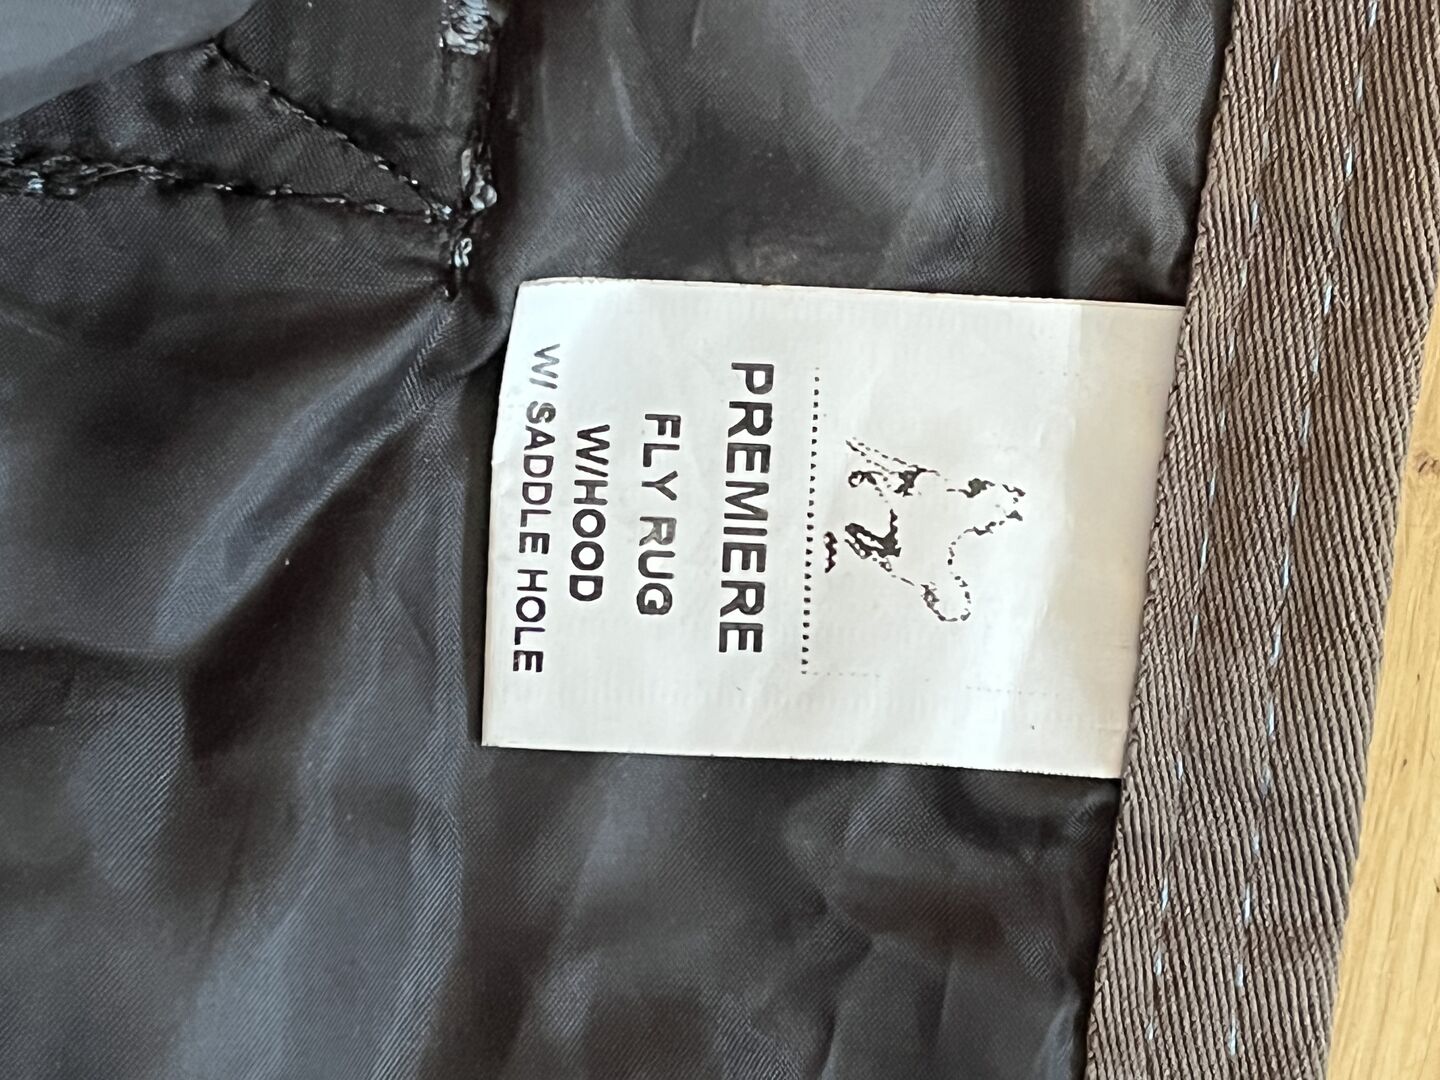 PREMIERE
FLY RUG
W/HOOD
W/ SADDLE HOLE